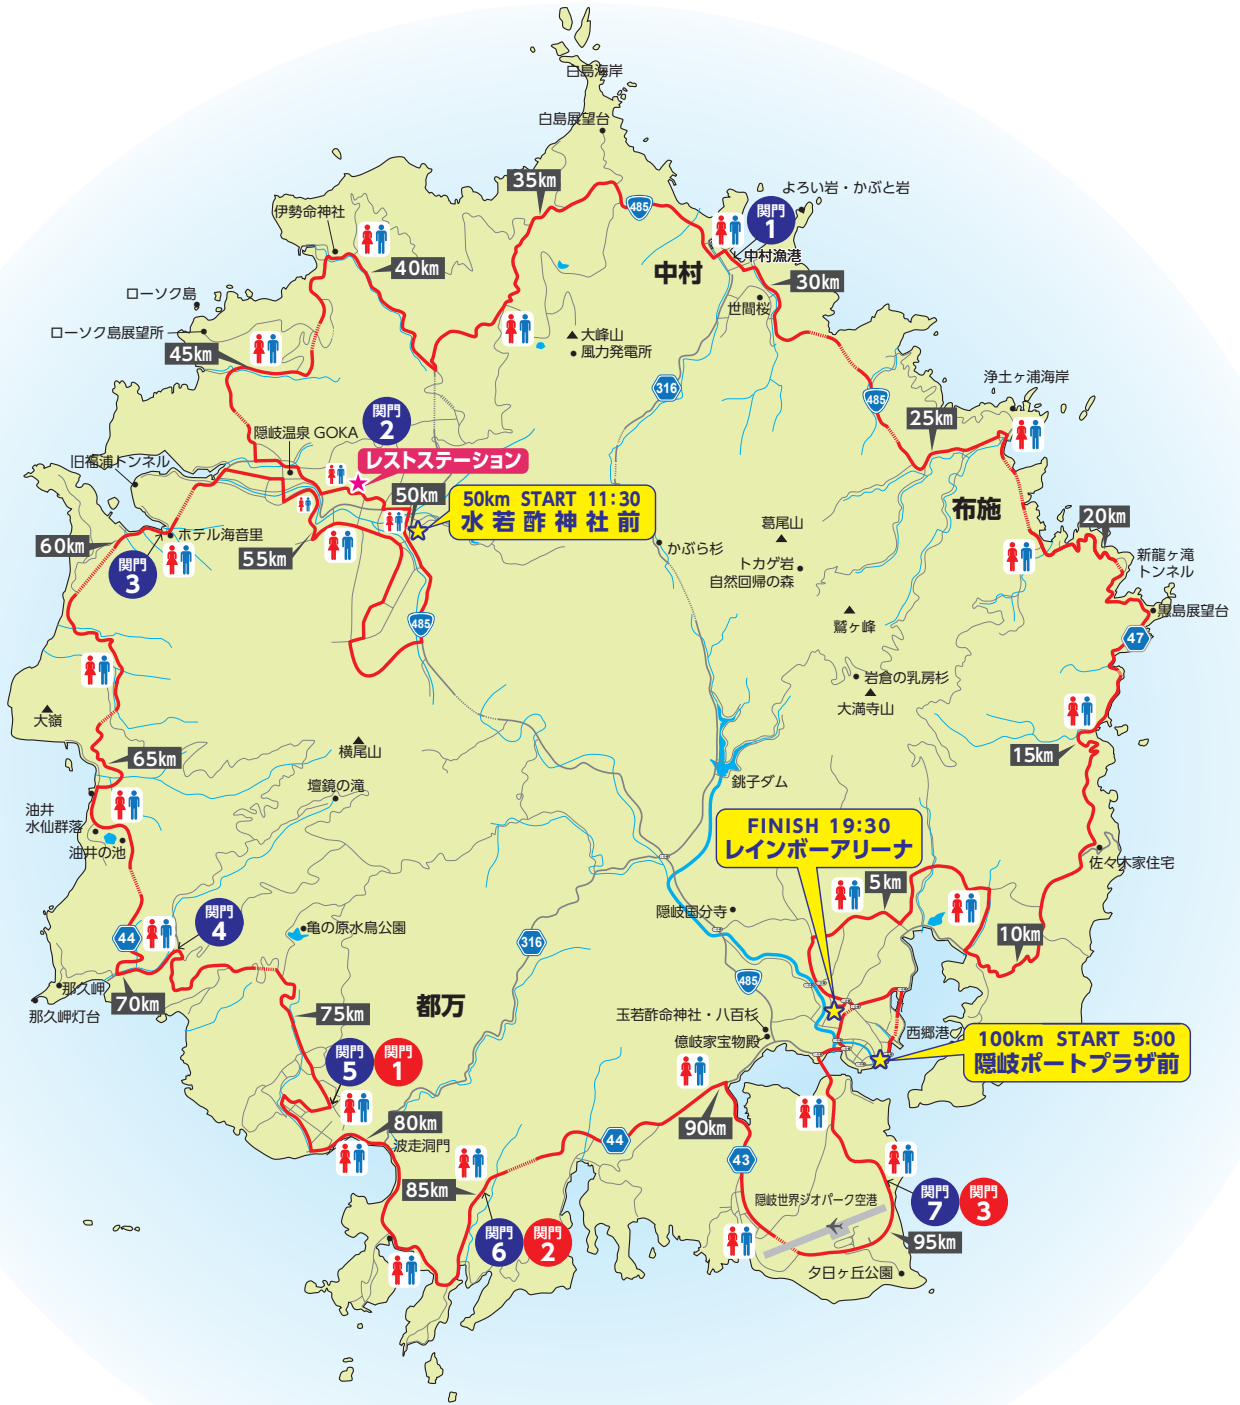 白島海岸
白島展望台
35km
485
よろい岩・かぶと岩
関門
1
中村漁港
中村
30km
世間桜
伊勢命神社
40km
ローソク島
ローソク島展望所
45km
大峰山
風力発電所
316
485
浄土ヶ浦海岸
25km
関門
2
隠岐温泉 GOKA
レストステーション
旧福浦トンネル
50km
50km START 11:30
水若酢神社前
布施
20km
葛尾山
かぶら杉
トカゲ岩
自然回帰の森
新龍ヶ滝
トンネル
黒島展望台
47
鷲ヶ峰
ホテル海音里
60km
関門
3
55km
485
岩倉の乳房杉
大満寺山
大嶺
横尾山
15km
65km
壇鏡の滝
銚子ダム
油井
水仙群落
油井の池
FINISH 19:30
レインボーアリーナ
佐々木家住宅
5km
隠岐国分寺
10km
関門
4
44
亀の原水鳥公園
316
485
那久岬
那久岬灯台
70km
75km
都万
玉若酢命神社・八百杉
億岐家宝物殿
西郷港
100km START 5:00
隠岐ポートプラザ前
関門
5
関門
1
80km
波走洞門
90km
44
43
85km
関門
6
関門
2
隠岐世界ジオパーク空港
関門
7
関門
3
95km
夕日ヶ丘公園